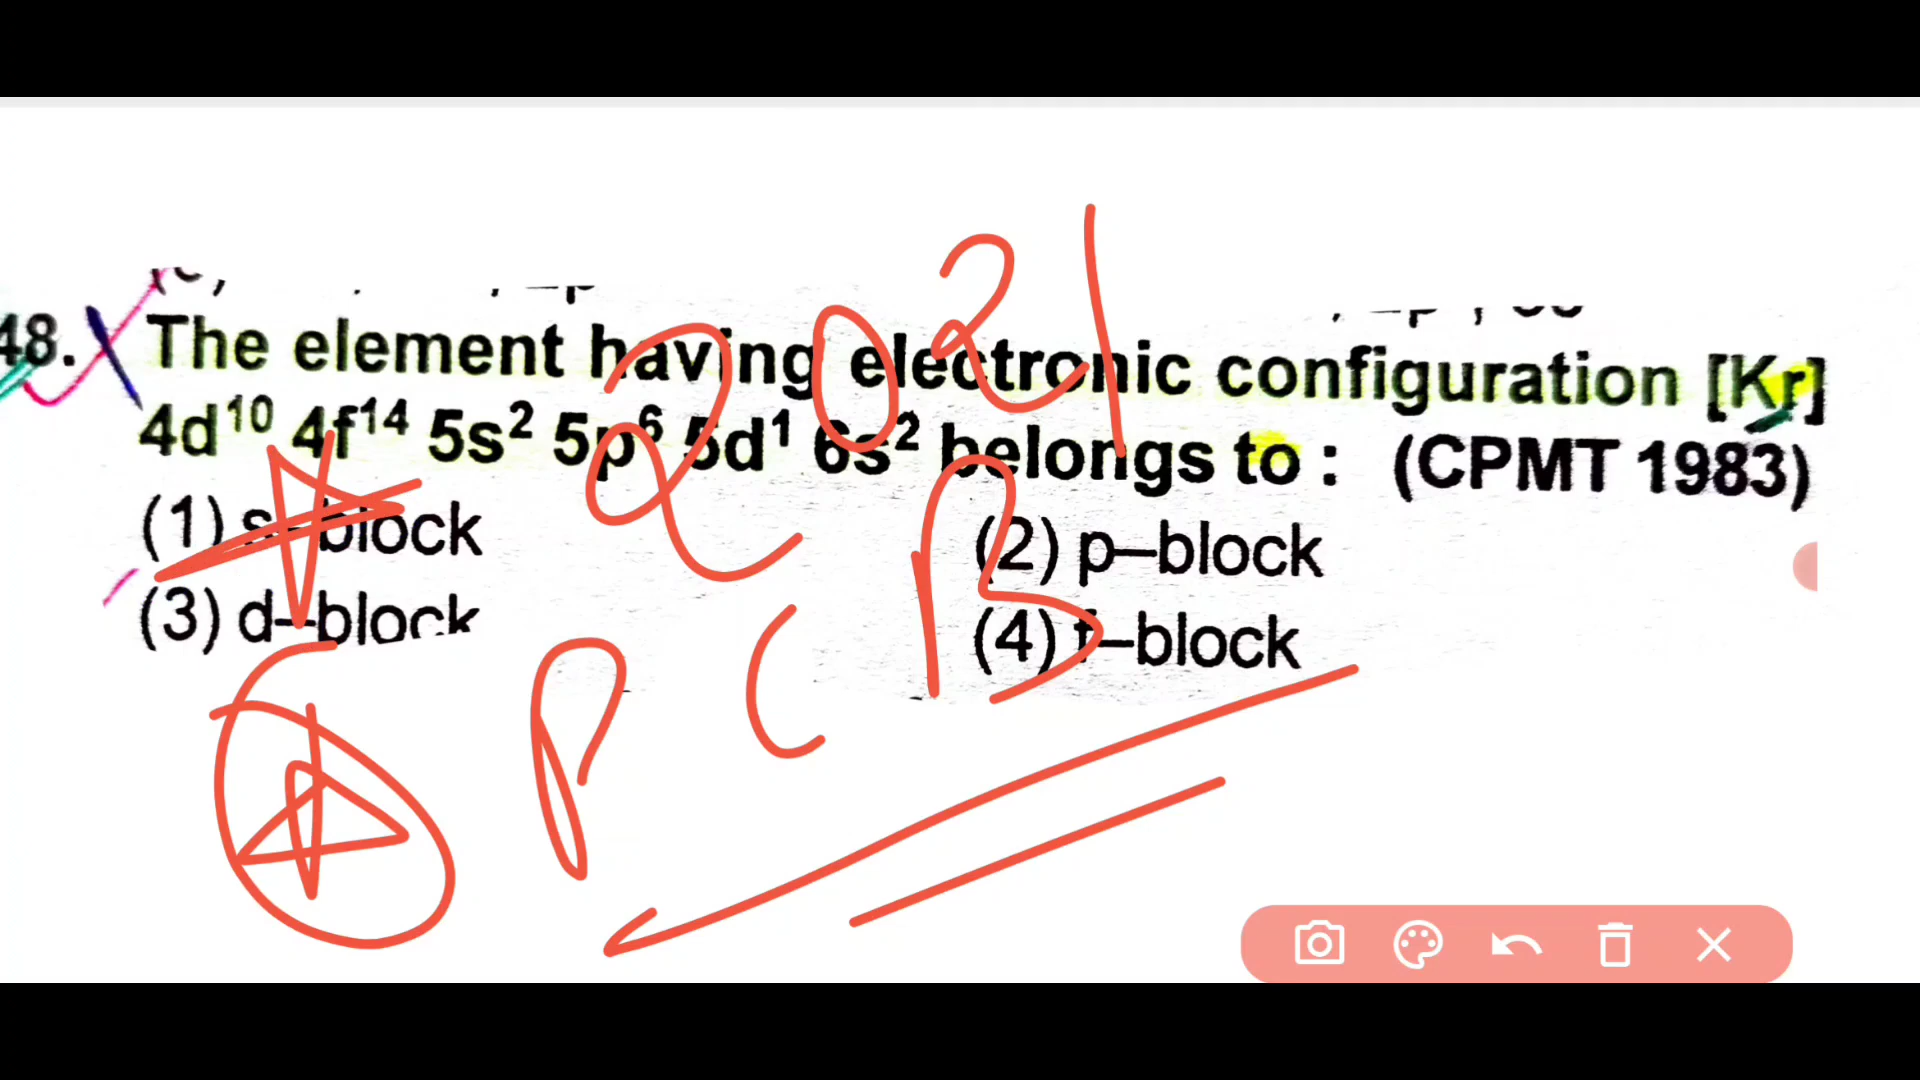 48. The element having electronic configuration [Kr]
4d¹⁰ 4f¹⁴ 5s² 5p⁶ 5d¹ 6s² belongs to : (CPMT 1983)
(1) s–block (2) p–block
(3) d–block (4) f–block
2021
PCB